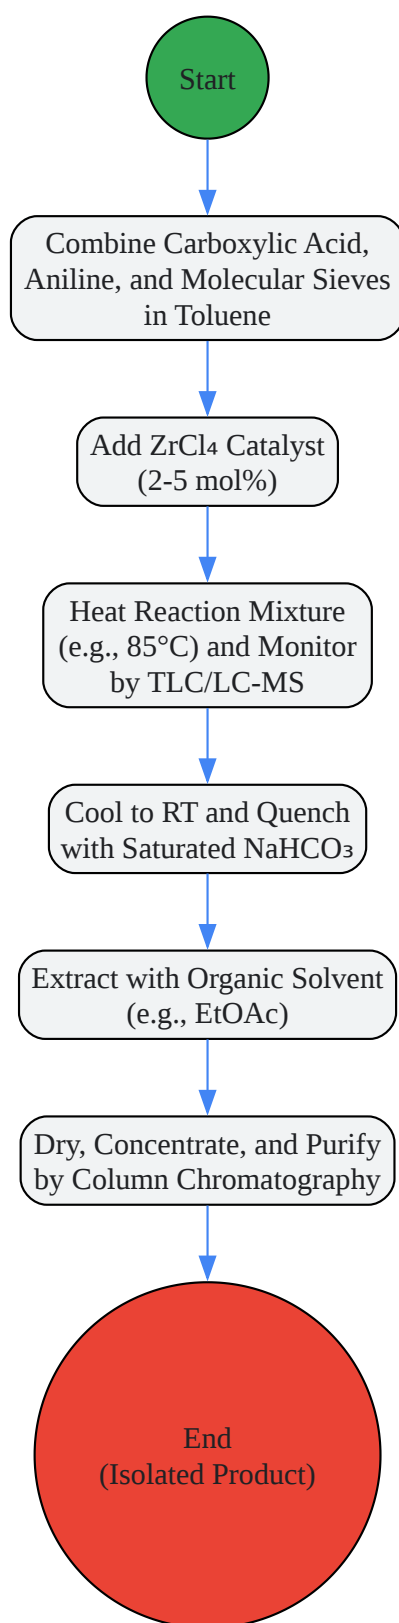 Start
Combine Carboxylic Acid,
Aniline, and Molecular Sieves
in Toluene
Add ZrCl₄ Catalyst
(2-5 mol%)
Heat Reaction Mixture
(e.g., 85°C) and Monitor
by TLC/LC-MS
Cool to RT and Quench
with Saturated NaHCO₃
Extract with Organic Solvent
(e.g., EtOAc)
Dry, Concentrate, and Purify
by Column Chromatography
End
(Isolated Product)